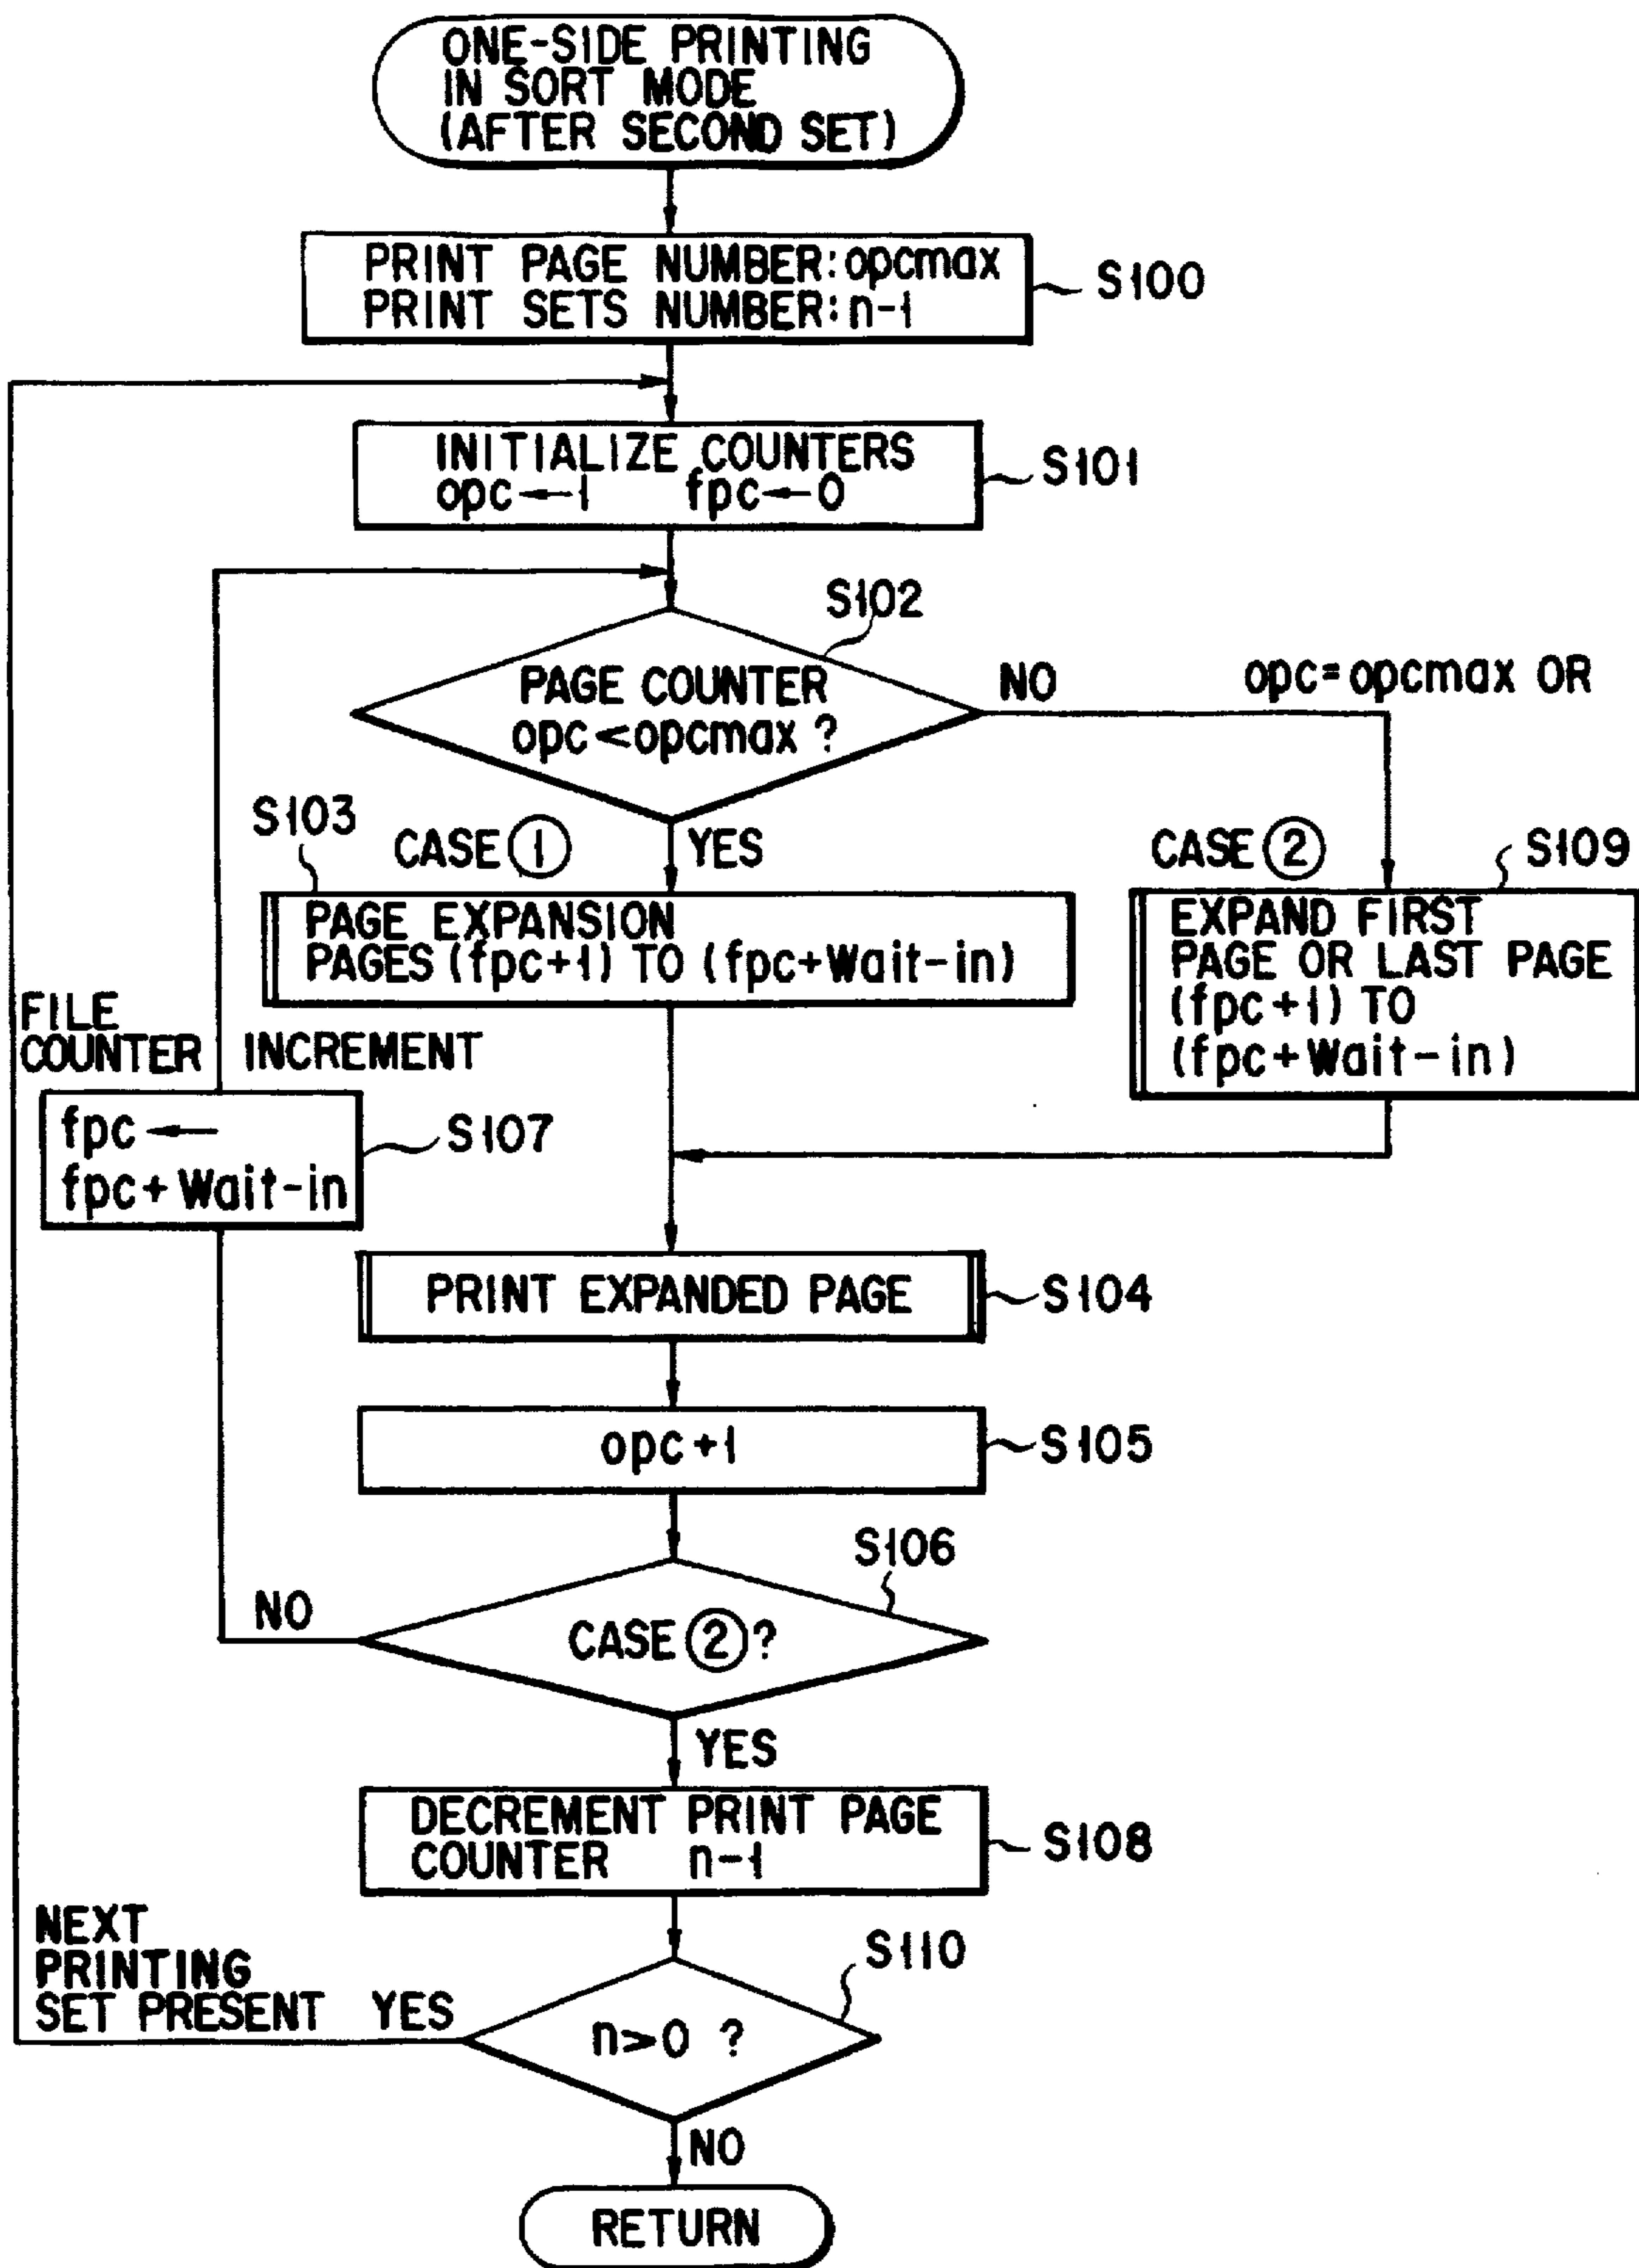 ONE-SIDE PRINTING
IN SORT MODE
(AFTER SECOND SET)
PRINT PAGE NUMBER:opcmax
PRINT SETS NUMBER:n-1
S100
INITIALIZE COUNTERS
opc←1 fpc←0
S101
S102
PAGE COUNTER
opc<opcmax ?
NO
opc=opcmax OR
S103
CASE ①
YES
CASE ②
S109
PAGE EXPANSION
PAGES (fpc+1) TO (fpc+Wait-in)
EXPAND FIRST
PAGE OR LAST PAGE
(fpc+1) TO
(fpc+Wait-in)
FILE
COUNTER INCREMENT
fpc ←
fpc+Wait-in
S107
PRINT EXPANDED PAGE
S104
opc+1
S105
S106
NO
CASE ②?
YES
DECREMENT PRINT PAGE
COUNTER n-1
S108
NEXT
PRINTING
SET PRESENT YES
S110
n>0 ?
NO
RETURN